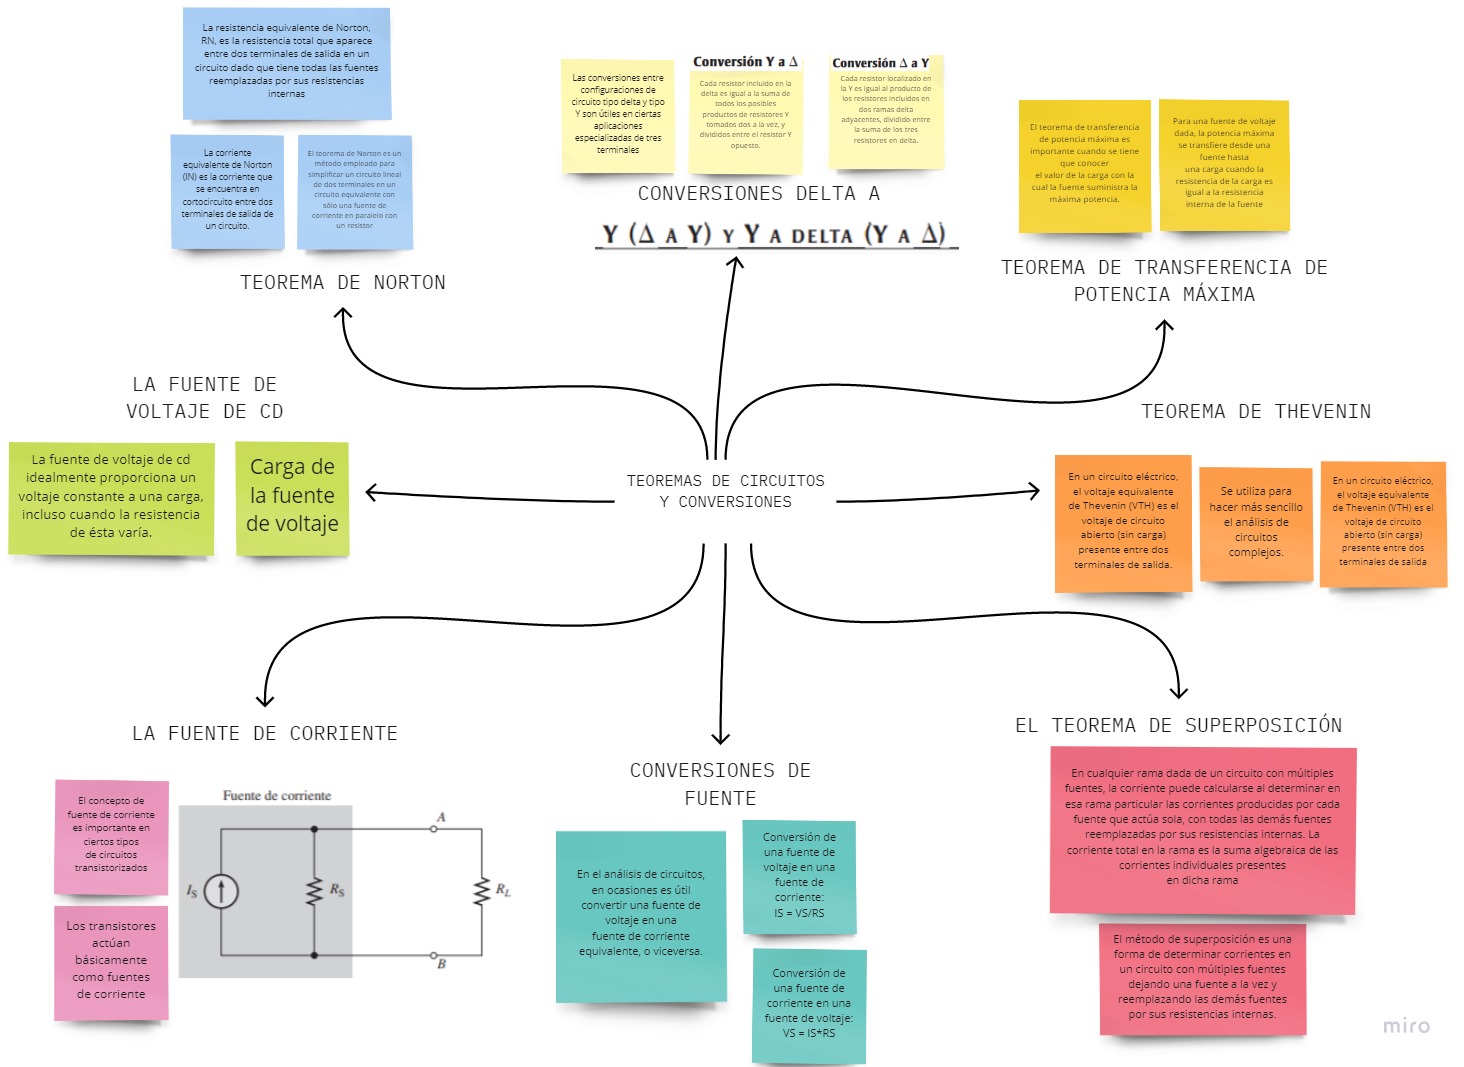 La resistencia equivalente de Norton,
RN, es la resistencia total que aparece
entre dos terminales de salida en un
circuito dado que tiene todas las fuentes
reemplazadas por sus resistencias
internas
La corriente
equivalente de Norton
(IN) es la corriente que
se encuentra en
cortocircuito entre dos
terminales de salida de
un circuito.
El teorema de Norton es un
método empleado para
simplificar un circuito lineal
de dos terminales en un
circuito equivalente con
sólo una fuente de
corriente en paralelo con
un resistor
TEOREMA DE NORTON
Las conversiones entre
configuraciones de
circuito tipo delta y tipo
Y son útiles en ciertas
aplicaciones
especializadas de tres
terminales
Conversión Y a Δ
Cada resistor incluido en la
delta es igual a la suma de
todos los posibles
productos de resistores Y
tomados dos a la vez, y
divididos entre el resistor Y
opuesto.
Conversión Δ a Y
Cada resistor localizado en
la Y es igual al producto de
los resistores incluidos en
dos ramas delta
adyacentes, dividido entre
la suma de los tres
resistores en delta.
CONVERSIONES DELTA A
Y (Δ A Y) Y Y A DELTA (Y A Δ)
El teorema de transferencia
de potencia máxima es
importante cuando se tiene
que conocer
el valor de la carga con la
cual la fuente suministra la
máxima potencia.
Para una fuente de voltaje
dada, la potencia máxima
se transfiere desde una
fuente hasta
una carga cuando la
resistencia de la carga es
igual a la resistencia
interna de la fuente
TEOREMA DE TRANSFERENCIA DE
POTENCIA MÁXIMA
LA FUENTE DE
VOLTAJE DE CD
La fuente de voltaje de cd
idealmente proporciona un
voltaje constante a una carga,
incluso cuando la resistencia
de ésta varía.
Carga de
la fuente
de voltaje
TEOREMAS DE CIRCUITOS
Y CONVERSIONES
TEOREMA DE THEVENIN
En un circuito eléctrico,
el voltaje equivalente
de Thevenin (VTH) es el
voltaje de circuito
abierto (sin carga)
presente entre dos
terminales de salida.
Se utiliza para
hacer más sencillo
el análisis de
circuitos
complejos.
En un circuito eléctrico,
el voltaje equivalente
de Thevenin (VTH) es el
voltaje de circuito
abierto (sin carga)
presente entre dos
terminales de salida
LA FUENTE DE CORRIENTE
El concepto de
fuente de corriente
es importante en
ciertos tipos
de circuitos
transistorizados
Los transistores
actúan
básicamente
como fuentes
de corriente
Fuente de corriente
A
IS
RS
RL
B
CONVERSIONES DE
FUENTE
En el análisis de circuitos,
en ocasiones es útil
convertir una fuente de
voltaje en una
fuente de corriente
equivalente, o viceversa.
Conversión de
una fuente de
voltaje en una
fuente de
corriente:
IS = VS/RS
Conversión de
una fuente de
corriente en una
fuente de voltaje:
VS = IS*RS
EL TEOREMA DE SUPERPOSICIÓN
En cualquier rama dada de un circuito con múltiples
fuentes, la corriente puede calcularse al determinar en
esa rama particular las corrientes producidas por cada
fuente que actúa sola, con todas las demás fuentes
reemplazadas por sus resistencias internas. La
corriente total en la rama es la suma algebraica de las
corrientes individuales presentes
en dicha rama
El método de superposición es una
forma de determinar corrientes en
un circuito con múltiples fuentes
dejando una fuente a la vez y
reemplazando las demás fuentes
por sus resistencias internas.
miro